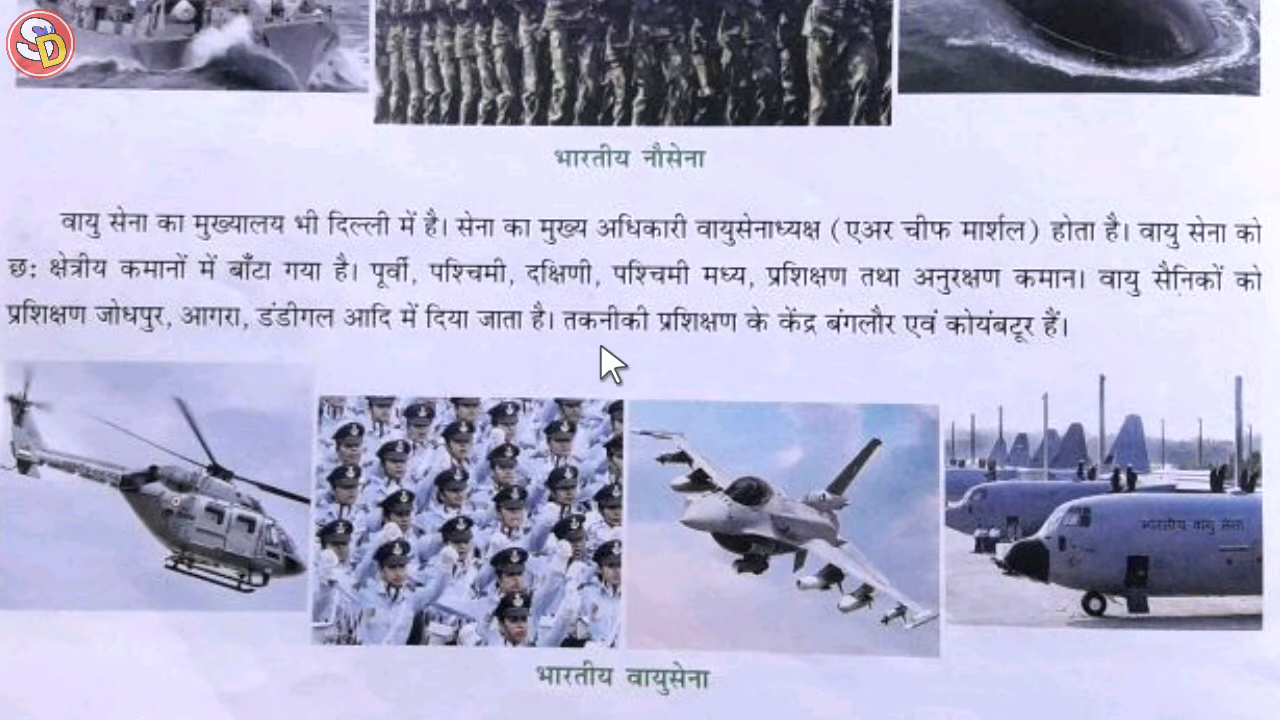 SD
भारतीय नौसेना
वायु सेना का मुख्यालय भी दिल्ली में है। सेना का मुख्य अधिकारी वायुसेनाध्यक्ष (एअर चीफ मार्शल) होता है। वायु सेना को
छ: क्षेत्रीय कमानों में बाँटा गया है। पूर्वी, पश्चिमी, दक्षिणी, पश्चिमी मध्य, प्रशिक्षण तथा अनुरक्षण कमान। वायु सैनिकों को
प्रशिक्षण जोधपुर, आगरा, डंडीगल आदि में दिया जाता है। तकनीकी प्रशिक्षण के केंद्र बंगलौर एवं कोयंबटूर हैं।
भारतीय वायु सेना
भारतीय वायुसेना